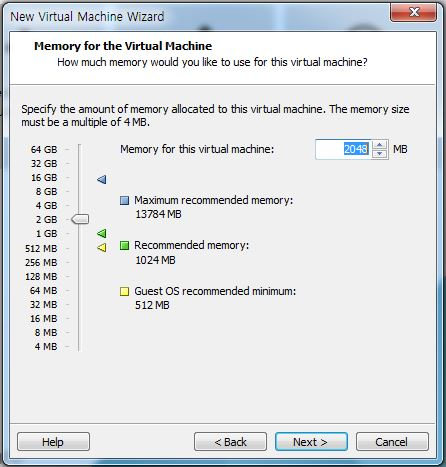 New Virtual Machine Wizard
Memory for the Virtual Machine
How much memory would you like to use for this virtual machine?
Specify the amount of memory allocated to this virtual machine. The memory size
must be a multiple of 4 MB.
Memory for this virtual machine: 2048 MB
64 GB
32 GB
16 GB
8 GB
4 GB
2 GB
1 GB
512 MB
256 MB
128 MB
64 MB
32 MB
16 MB
8 MB
4 MB
Maximum recommended memory:
13784 MB
Recommended memory:
1024 MB
Guest OS recommended minimum:
512 MB
Help
< Back
Next >
Cancel